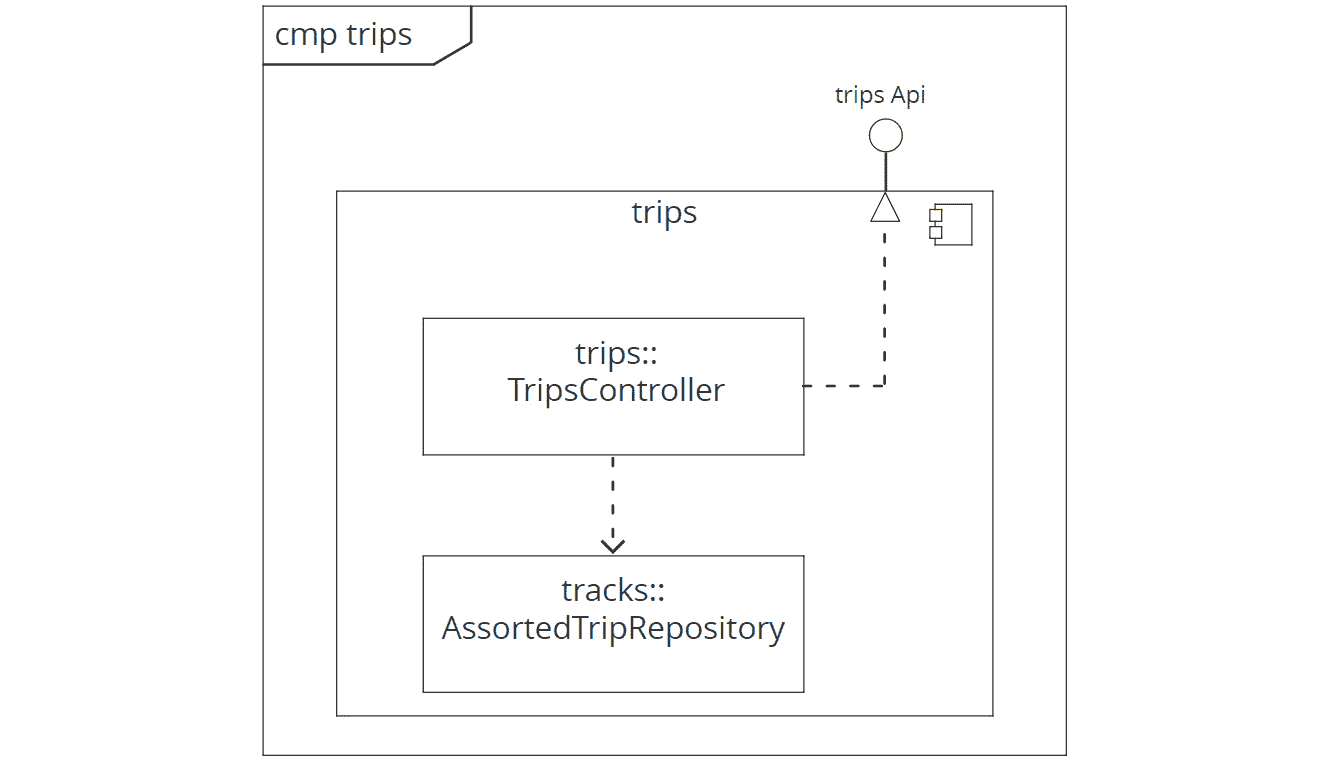 cmp trips
trips Api
trips
trips::
TripsController
tracks::
AssortedTripRepository